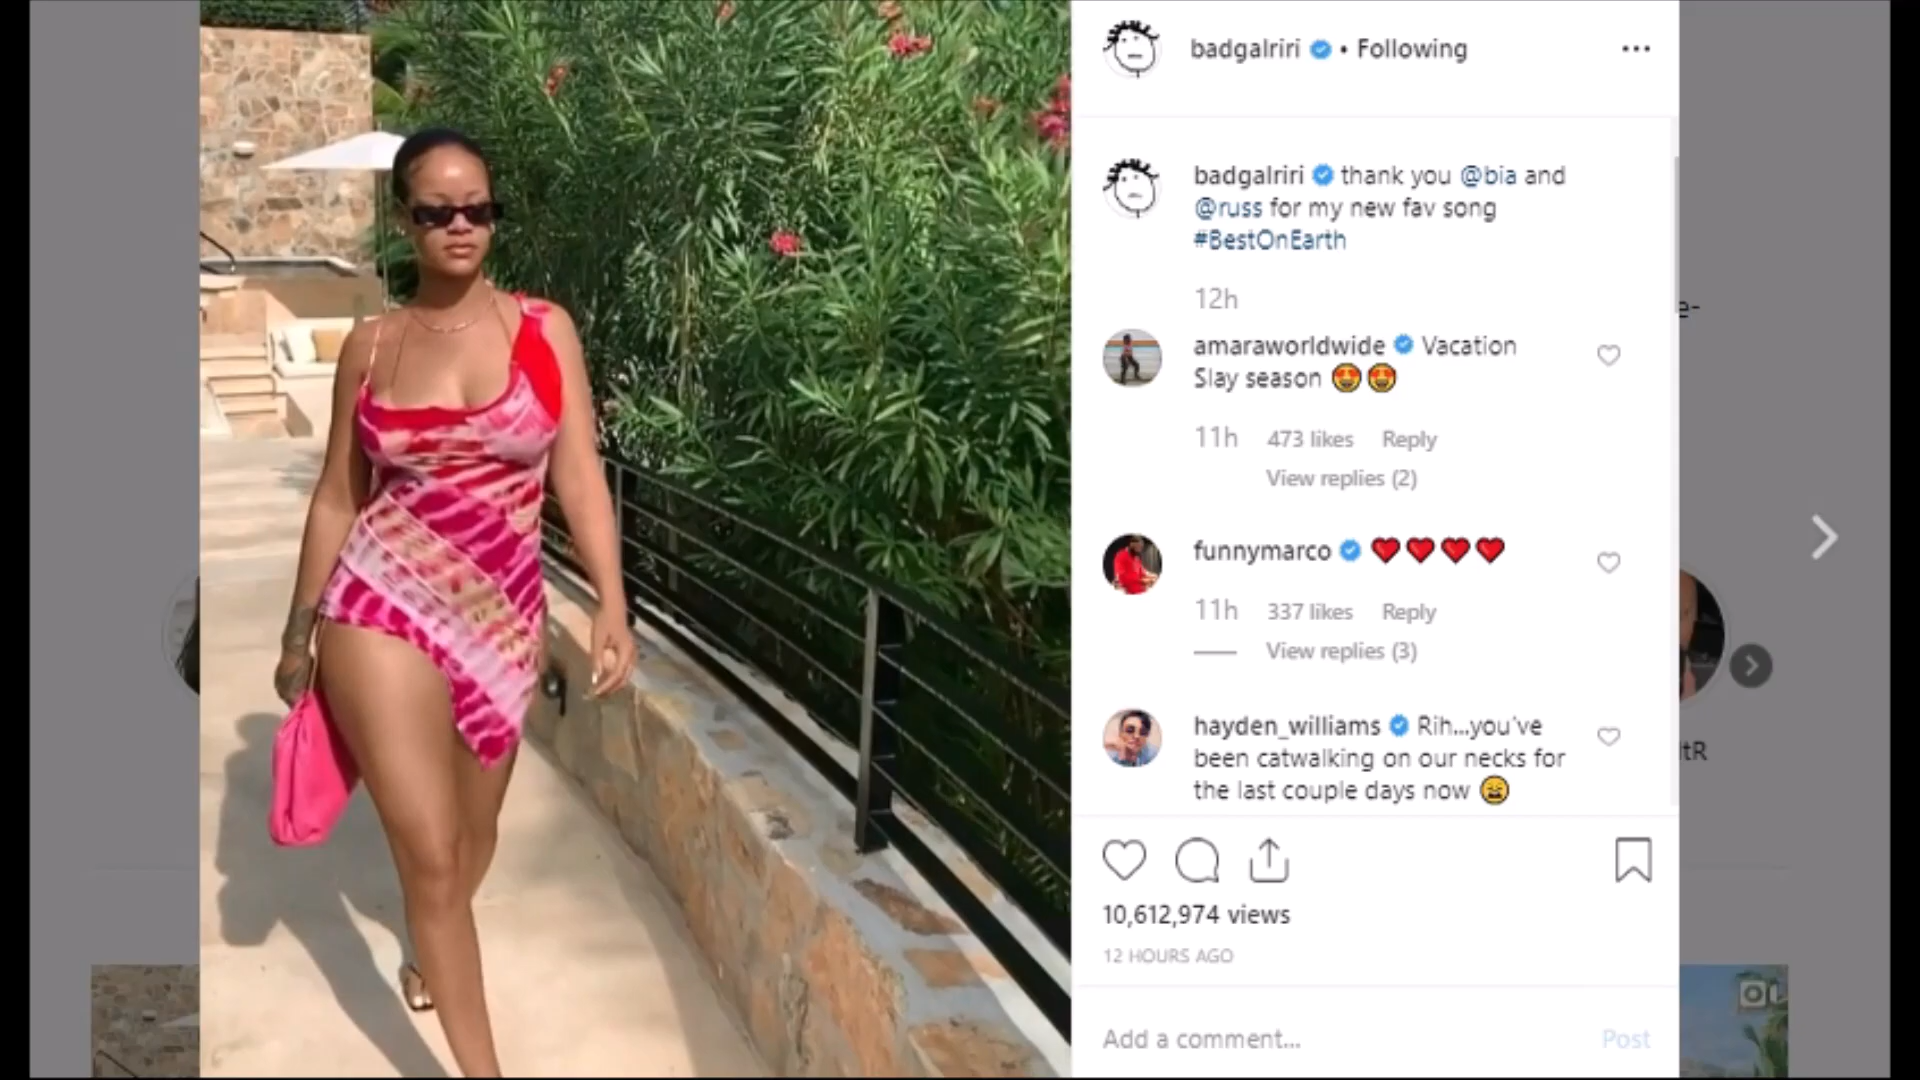 badgalriri • Following
badgalriri thank you @bia and
@russ for my new fav song
#BestOnEarth
12h
amaraworldwide Vacation
Slay season 🤩🤩
11h 473 likes Reply
View replies (2)
funnymarco ❤️❤️❤️❤️
11h 337 likes Reply
View replies (3)
hayden_williams Rih...you've
been catwalking on our necks for
the last couple days now 😩
10,612,974 views
12 HOURS AGO
Add a comment... Post
e-
ItR